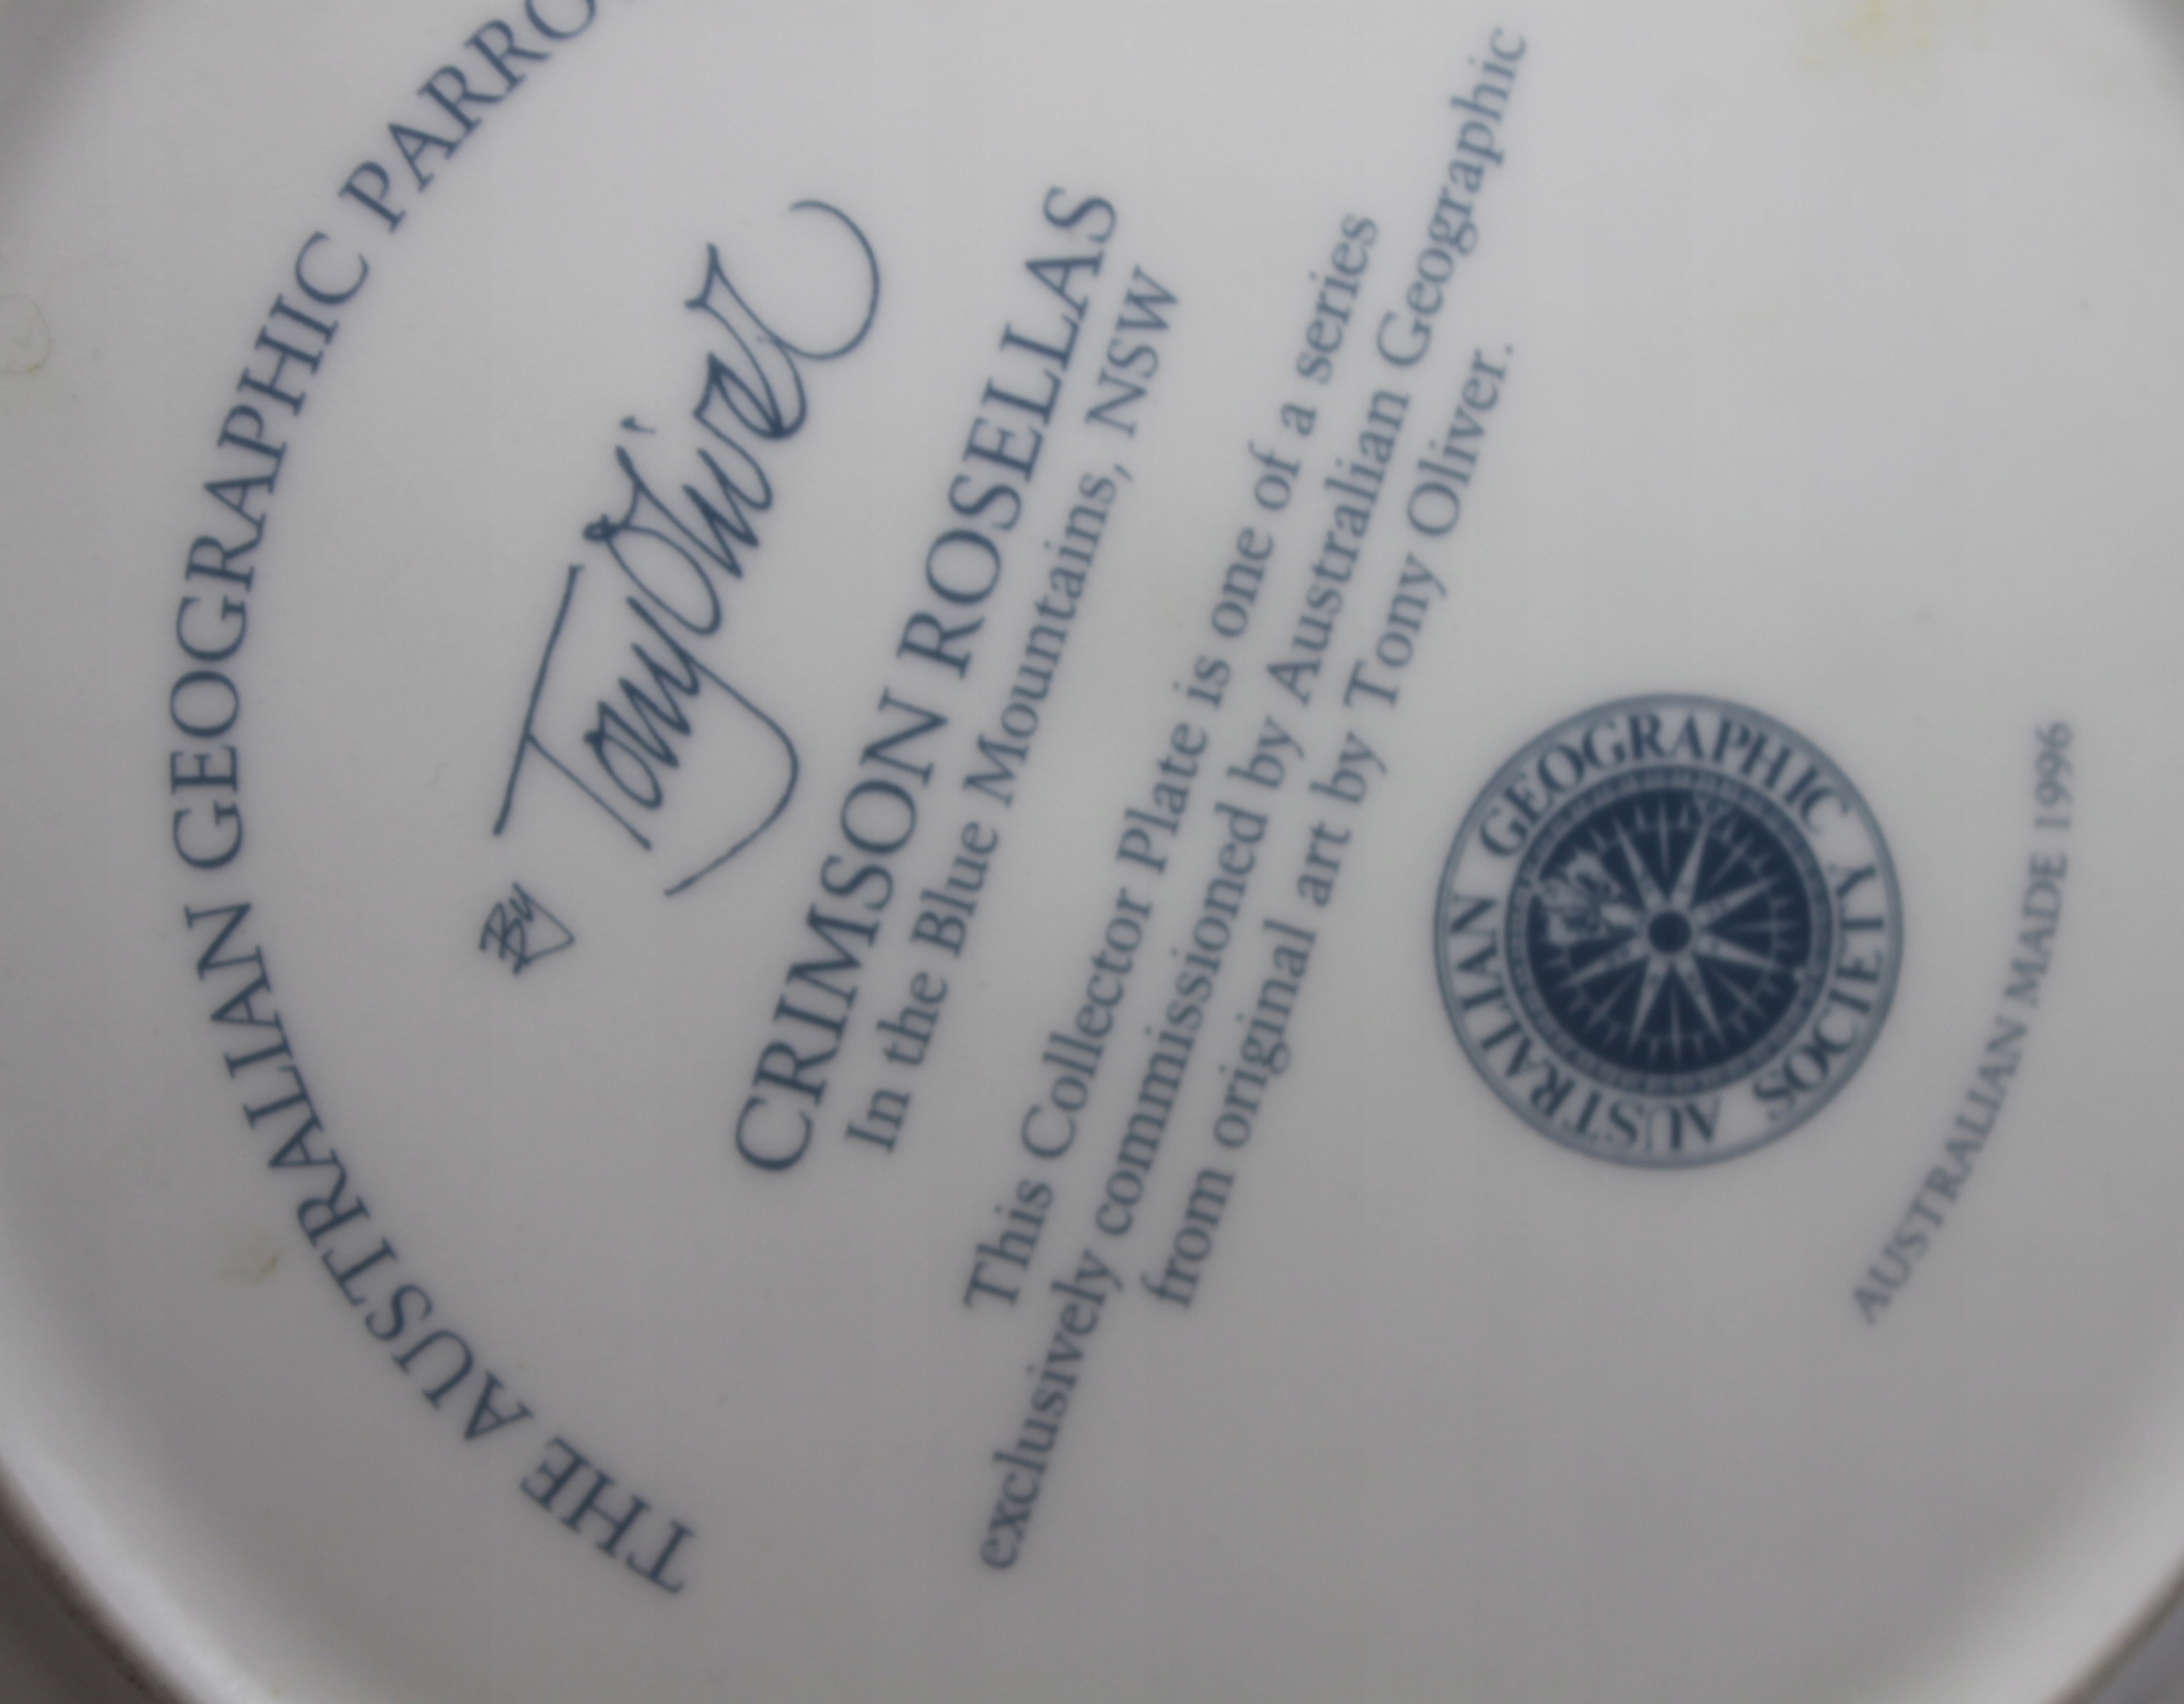 THE AUSTRALIAN GEOGRAPHIC
By Tony Oliver
CRIMSON ROSELLAS
In the Blue Mountains, NSW
This Collector Plate is one of a series
exclusively commissioned by Australian Geographic
from original art by Tony Oliver.
AUSTRALIAN GEOGRAPHIC SOCIETY
AUSTRALIAN MADE 1996